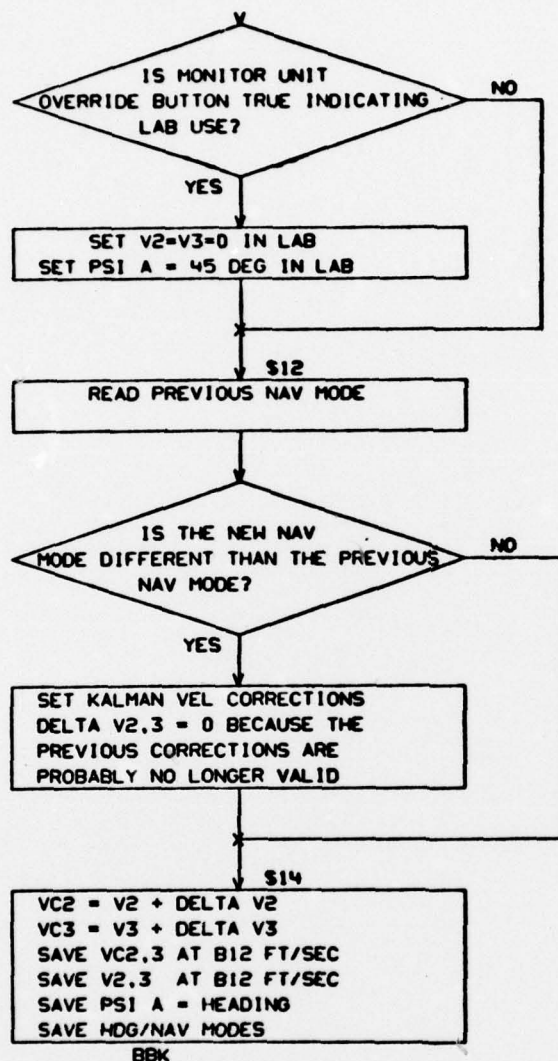 IS MONITOR UNIT
OVERRIDE BUTTON TRUE INDICATING
LAB USE?
NO
YES
SET V2=V3=0 IN LAB
SET PSI A = 45 DEG IN LAB
$12
READ PREVIOUS NAV MODE
IS THE NEW NAV
MODE DIFFERENT THAN THE PREVIOUS
NAV MODE?
NO
YES
SET KALMAN VEL CORRECTIONS
DELTA V2,3 = 0 BECAUSE THE
PREVIOUS CORRECTIONS ARE
PROBABLY NO LONGER VALID
$14
VC2 = V2 + DELTA V2
VC3 = V3 + DELTA V3
SAVE VC2,3 AT B12 FT/SEC
SAVE V2,3 AT B12 FT/SEC
SAVE PSI A = HEADING
SAVE HDG/NAV MODES
BBK